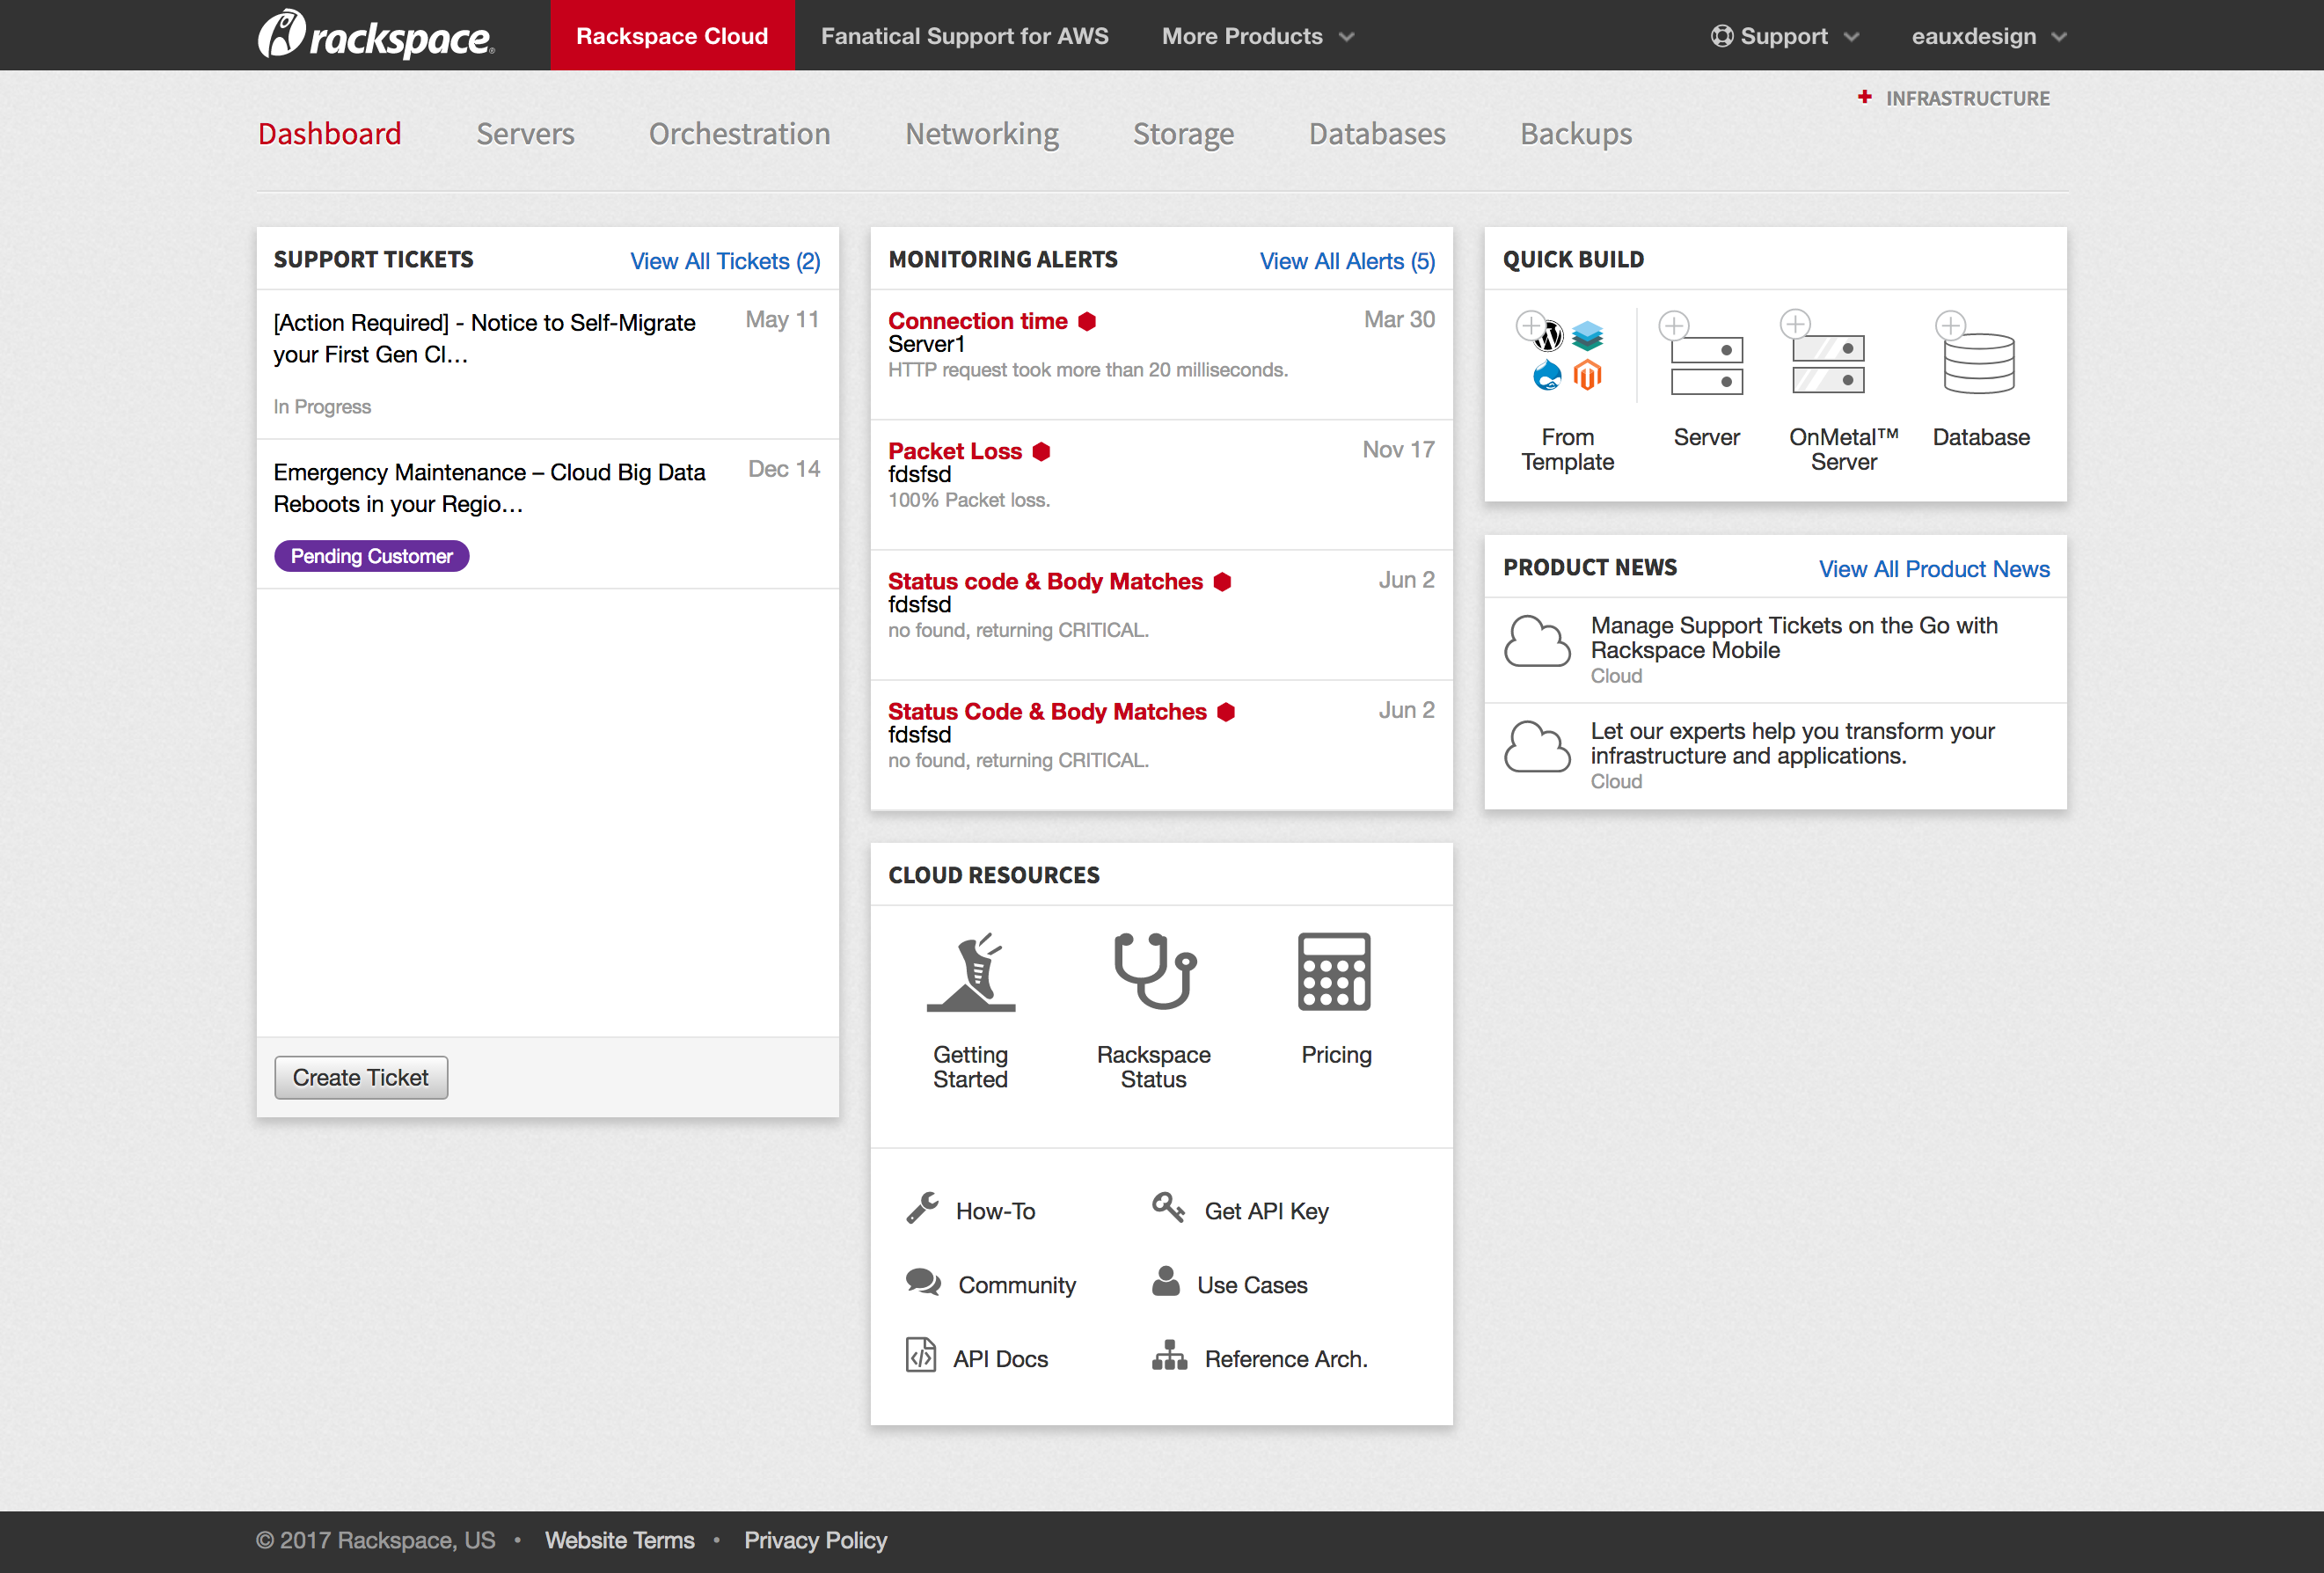 rackspace
Rackspace Cloud
Fanatical Support for AWS
More Products
Support
eauxdesign
+ INFRASTRUCTURE
Dashboard
Servers
Orchestration
Networking
Storage
Databases
Backups
SUPPORT TICKETS
View All Tickets (2)
[Action Required] - Notice to Self-Migrate
your First Gen Cl…
May 11
In Progress
Emergency Maintenance – Cloud Big Data
Reboots in your Regio…
Dec 14
Pending Customer
Create Ticket
MONITORING ALERTS
View All Alerts (5)
Connection time
Mar 30
Server1
HTTP request took more than 20 milliseconds.
Packet Loss
Nov 17
fdsfsd
100% Packet loss.
Status code & Body Matches
Jun 2
fdsfsd
no found, returning CRITICAL.
Status Code & Body Matches
Jun 2
fdsfsd
no found, returning CRITICAL.
CLOUD RESOURCES
Getting
Started
Rackspace
Status
Pricing
How-To
Get API Key
Community
Use Cases
API Docs
Reference Arch.
QUICK BUILD
From
Template
Server
OnMetal™
Server
Database
PRODUCT NEWS
View All Product News
Manage Support Tickets on the Go with
Rackspace Mobile
Cloud
Let our experts help you transform your
infrastructure and applications.
Cloud
© 2017 Rackspace, US • Website Terms • Privacy Policy